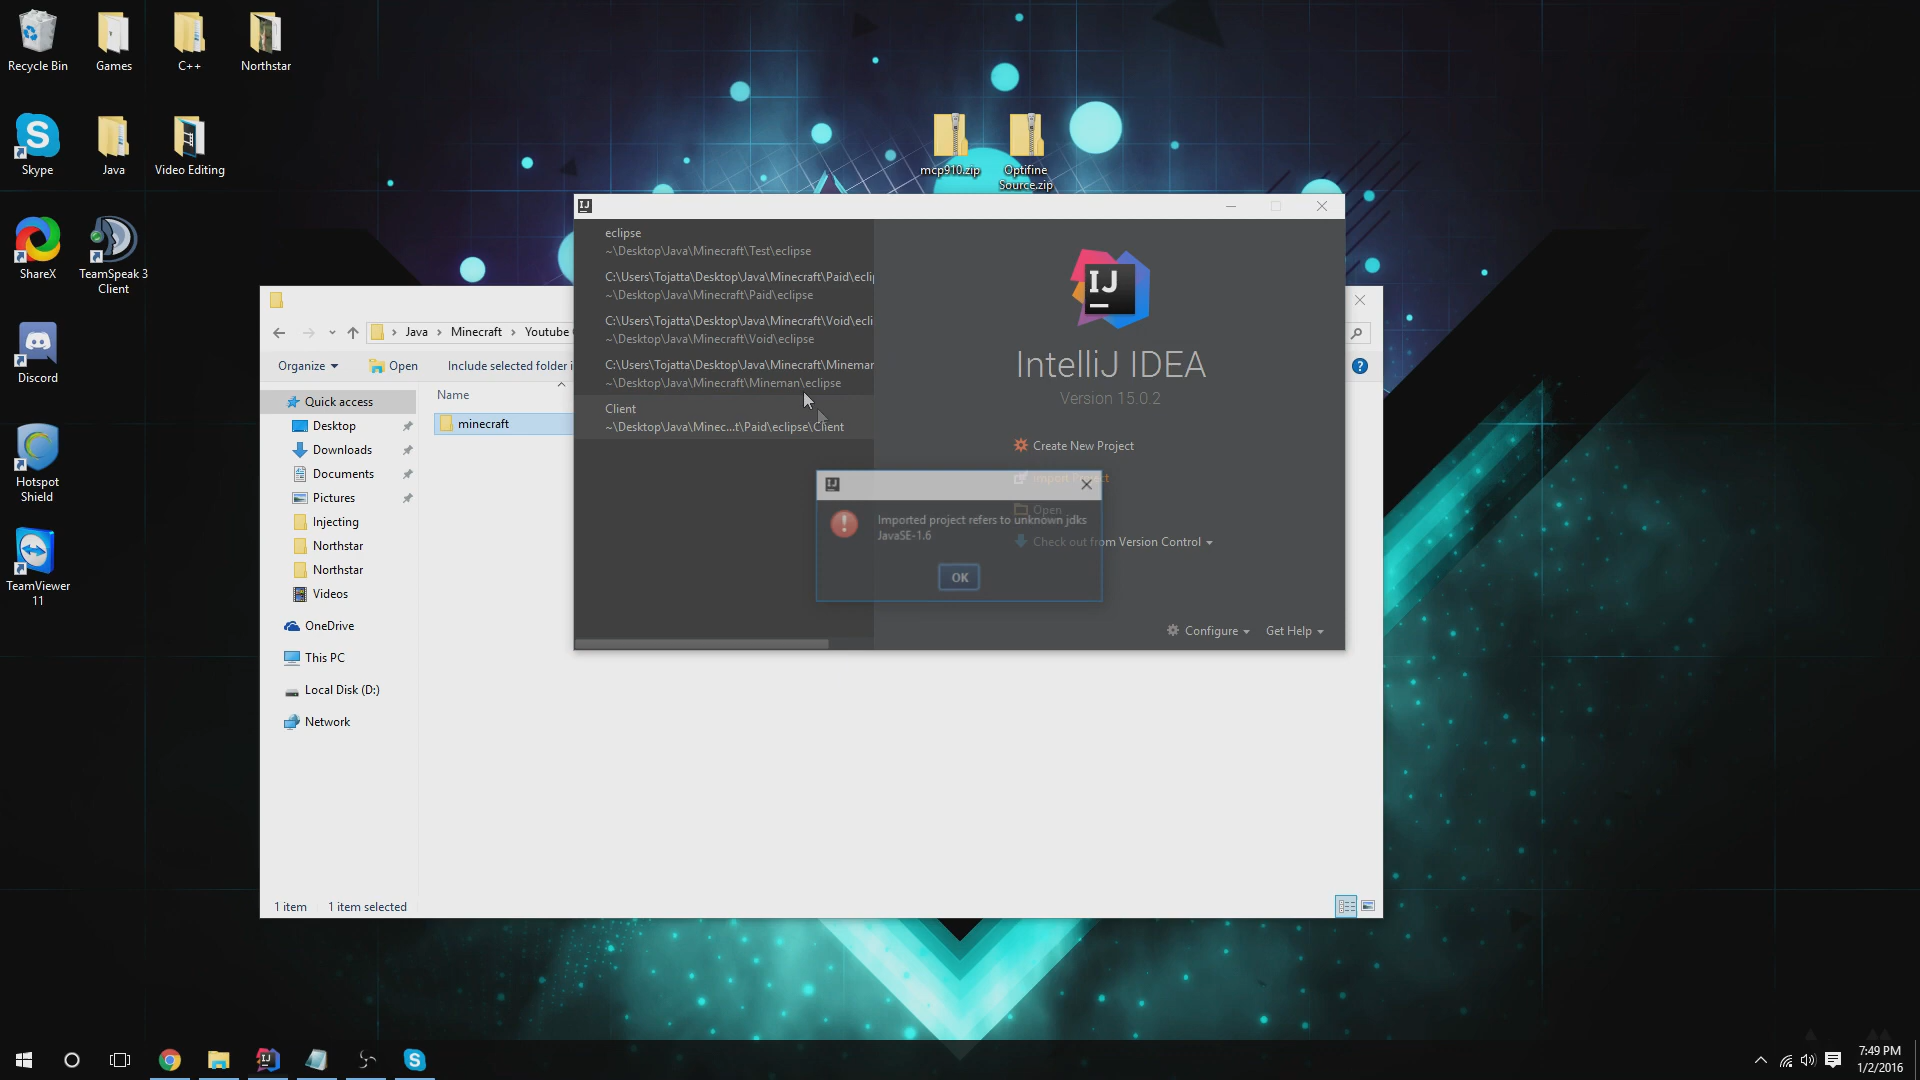 Recycle Bin
Games
C++
Northstar
Skype
Java
Video Editing
ShareX
TeamSpeak 3
Client
Discord
Hotspot
Shield
TeamViewer
11
mcp910.zip
Optifine
Source.zip
Java
Minecraft
Youtube
Organize
Open
Include selected folder i
Quick access
Desktop
Downloads
Documents
Pictures
Injecting
Northstar
Northstar
Videos
OneDrive
This PC
Local Disk (D:)
Network
Name
minecraft
1 item
1 item selected
IJ
eclipse
~\Desktop\Java\Minecraft\Test\eclipse
C:\Users\Tojatta\Desktop\Java\Minecraft\Paid\ecli
~\Desktop\Java\Minecraft\Paid\eclipse
C:\Users\Tojatta\Desktop\Java\Minecraft\Void\ecli
~\Desktop\Java\Minecraft\Void\eclipse
C:\Users\Tojatta\Desktop\Java\Minecraft\Mineman
~\Desktop\Java\Minecraft\Mineman\eclipse
Client
~\Desktop\Java\Minec...t\Paid\eclipse\Client
IJ
IntelliJ IDEA
Version 15.0.2
Create New Project
Import Project
Open
Check out from Version Control
Configure
Get Help
IJ
Imported project refers to unknown jdks
JavaSE-1.6
OK
7:49 PM
1/2/2016